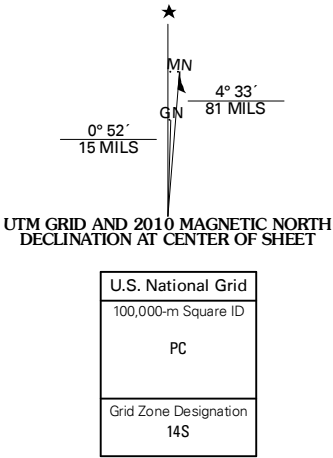 ★
MN
4° 33´
81 MILS
GN
0° 52´
15 MILS
UTM GRID AND 2010 MAGNETIC NORTH
DECLINATION AT CENTER OF SHEET
U.S. National Grid
100,000-m Square ID
PC
Grid Zone Designation
14S